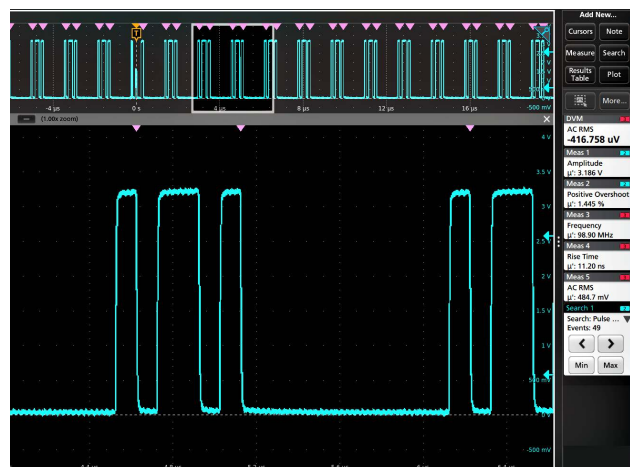 Add New...
Cursors
Note
Measure
Search
Results
Table
Plot
More...
T
-4 µs
0 s
4 µs
8 µs
12 µs
16 µs
-500 mV
(1.00x zoom)
4 V
3.5 V
3 V
2.5 V
2 V
1.5 V
1 V
500 mV
0 V
-500 mV
DVM
AC RMS
-416.758 uV
Meas 1
Amplitude
µ': 3.186 V
Meas 2
Positive Overshoot
µ': 1.445 %
Meas 3
Frequency
µ': 98.90 MHz
Meas 4
Rise Time
µ': 11.20 ns
Meas 5
AC RMS
µ': 484.7 mV
Search 1
Search: Pulse ...
Events: 49
Min
Max